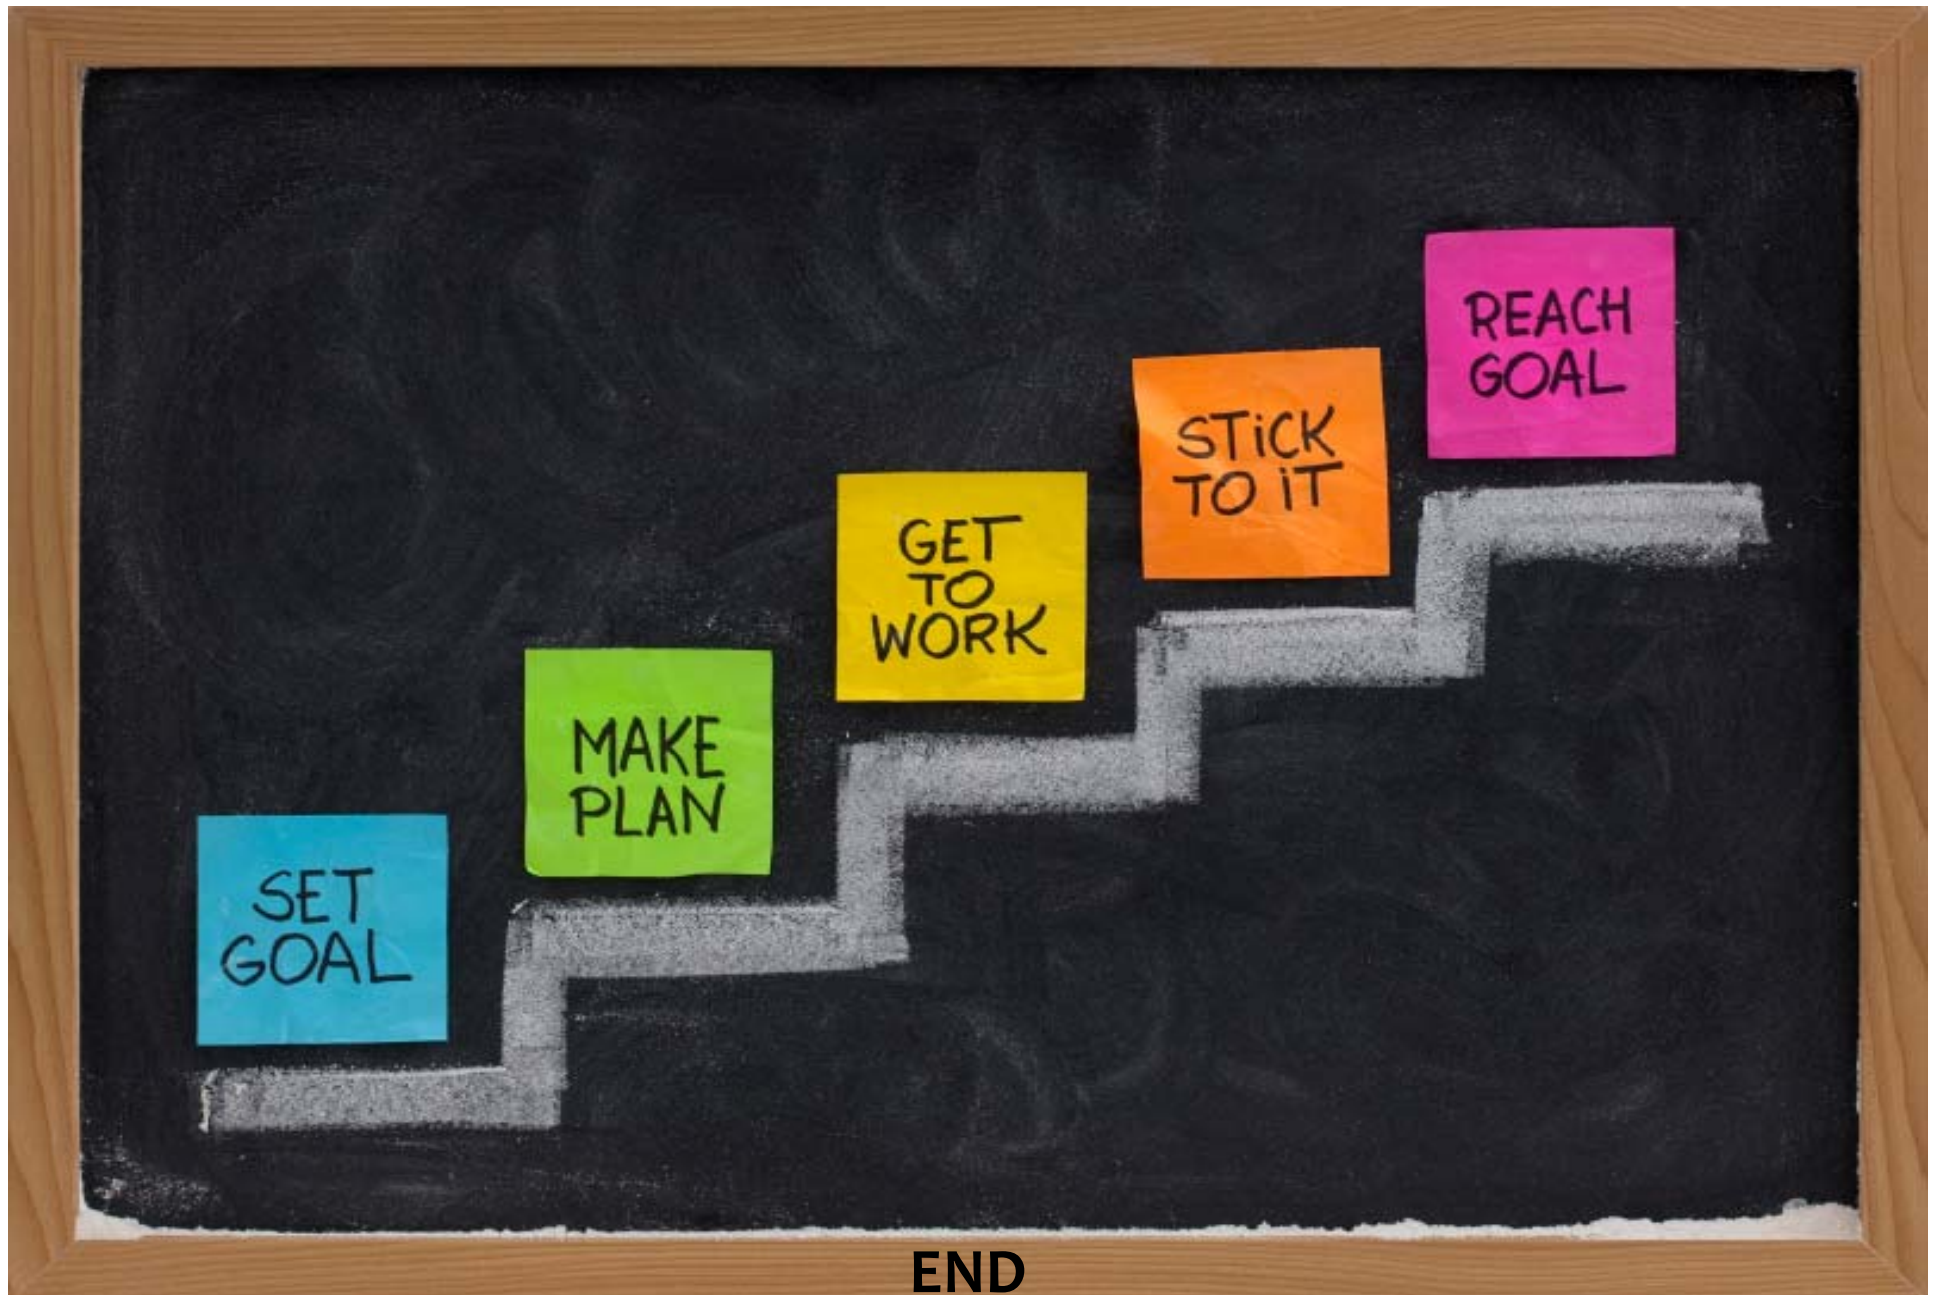 SET
GOAL
MAKE
PLAN
GET
TO
WORK
STiCK
TO iT
REACH
GOAL
END